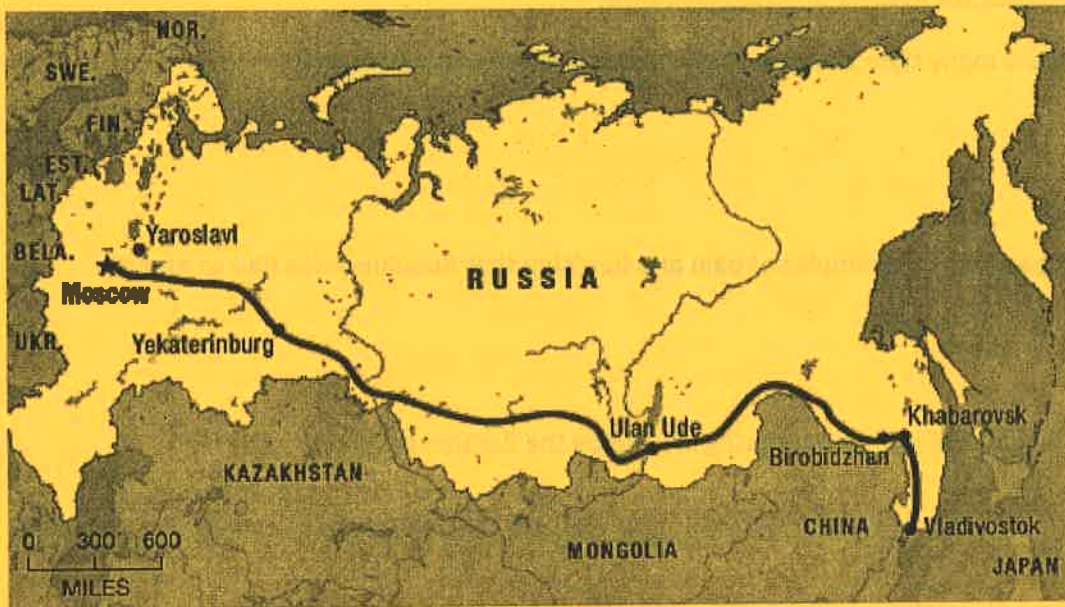 NOR.
SWE.
FIN.
EST.
LAT.
Yaroslavl
BELA.
RUSSIA
Moscow
UKR.
Yekaterinburg
Ulan Ude
Khabarovsk
Birobidzhan
KAZAKHSTAN
CHINA
Vladivostok
0 300 600
MONGOLIA
JAPAN
MILES